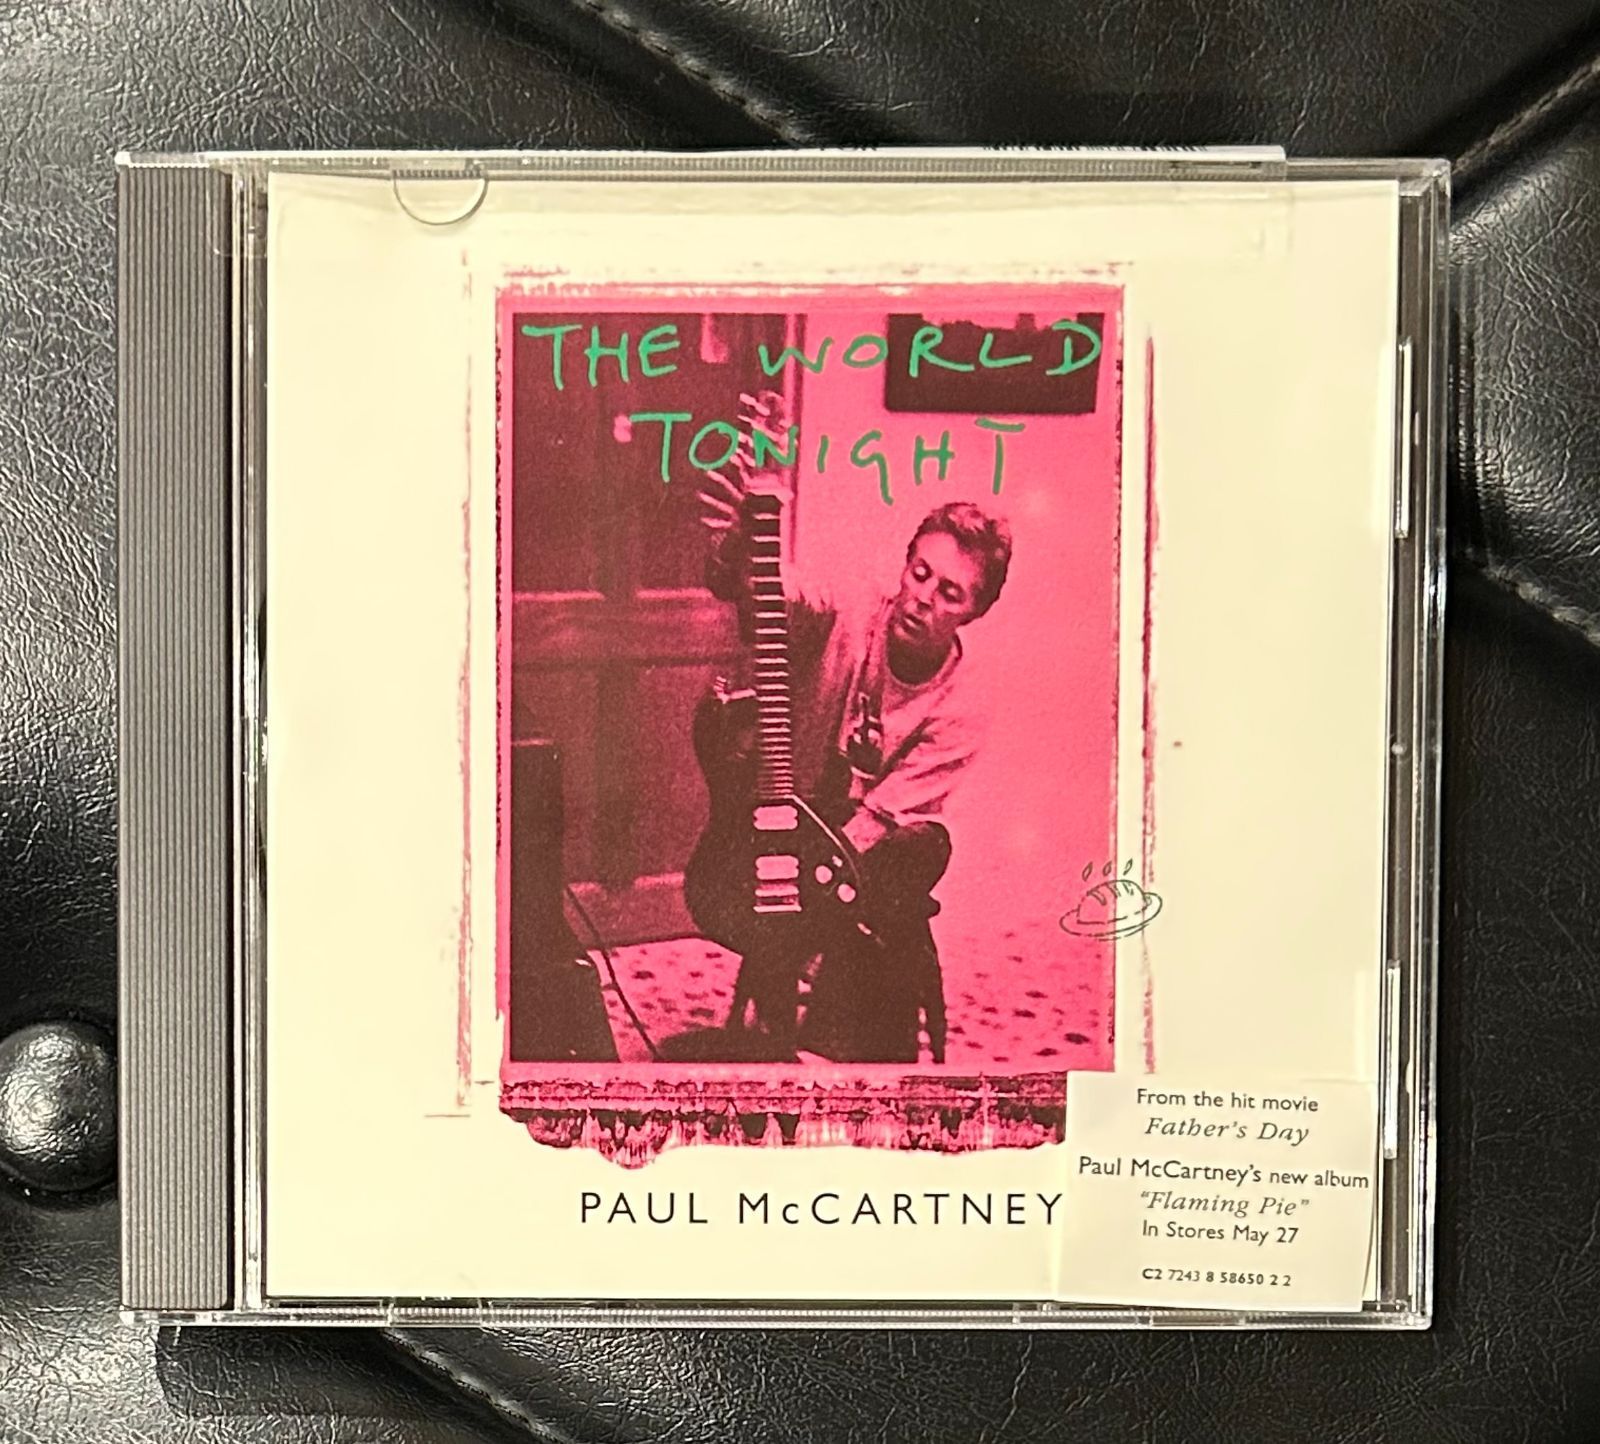 THE WORLD
TONIGHT
PAUL McCARTNEY
From the hit movie
Father's Day
Paul McCartney's new album
"Flaming Pie"
In Stores May 27
C2 7243 8 58650 2 2